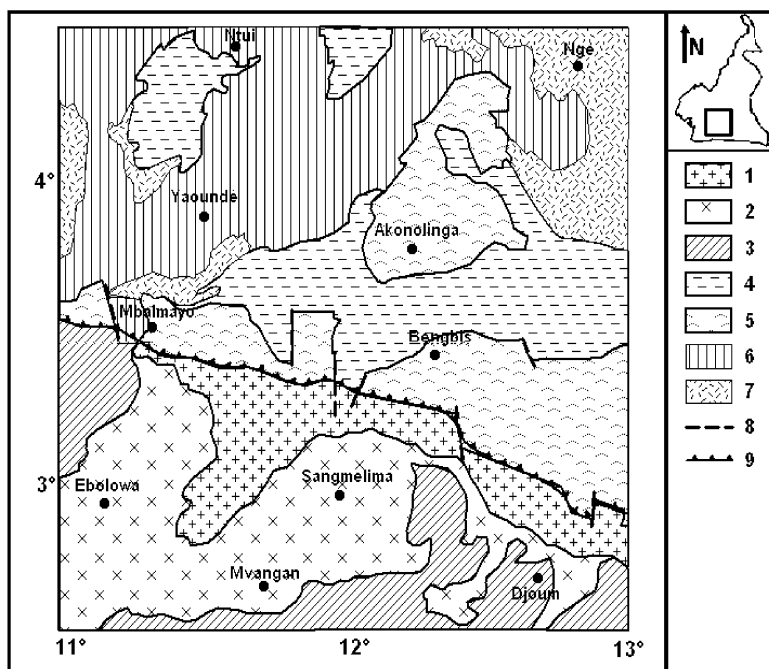 Ntui
Nge
N
4°
Yaoundé
Akonolinga
Mbalmayo
Bengbis
3°
Ebolowa
Sangmelima
Mvangan
Djoum
11°
12°
13°
1
2
3
4
5
6
7
8
9